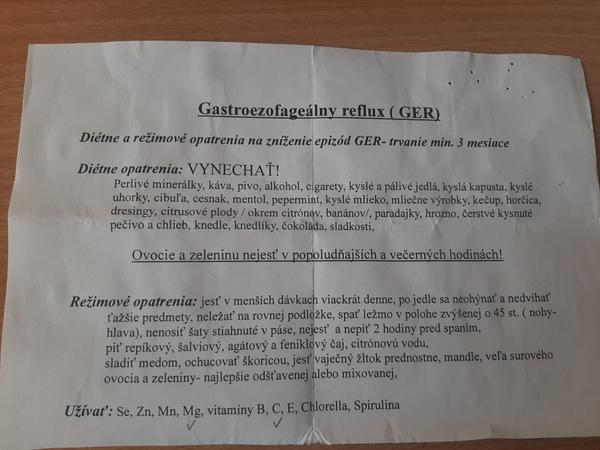 Gastroezofageálny reflux ( GER)
Diétne a režimové opatrenia na zníženie epizód GER- trvanie min. 3 mesiace
Diétne opatrenia: VYNECHAŤ!
Perlivé minerálky, káva, pivo, alkohol, cigarety, kyslé a pálivé jedlá, kyslá kapusta, kyslé
uhorky, cibuľa, cesnak, mentol, pepermint, kyslé mlieko, mliečne výrobky, kečup, horčica,
dresingy, citrusové plody / okrem citrónov, banánov/, paradajky, hrozno, čerstvé kysnuté
pečivo a chlieb, knedle, knedlíky, čokoláda, sladkosti,
Ovocie a zeleninu nejesť v popoludňajších a večerných hodinách!
Režimové opatrenia: jesť v menších dávkach viackrát denne, po jedle sa neohýnať a nedvíhať
ťažšie predmety, neležať na rovnej podložke, spať ležmo v polohe zvýšenej o 45 st. ( nohy-
hlava), nenosiť šaty stiahnuté v páse, nejesť a nepiť 2 hodiny pred spaním,
piť repíkový, šalviový, agátový a feniklový čaj, citrónovú vodu,
sladiť medom, ochucovať škoricou, jesť vaječný žĺtok prednostne, mandle, veľa surového
ovocia a zeleniny- najlepšie odšťavenej alebo mixovanej,
Užívať: Se, Zn, Mn, Mg, vitamíny B, C, E, Chlorella, Spirulina